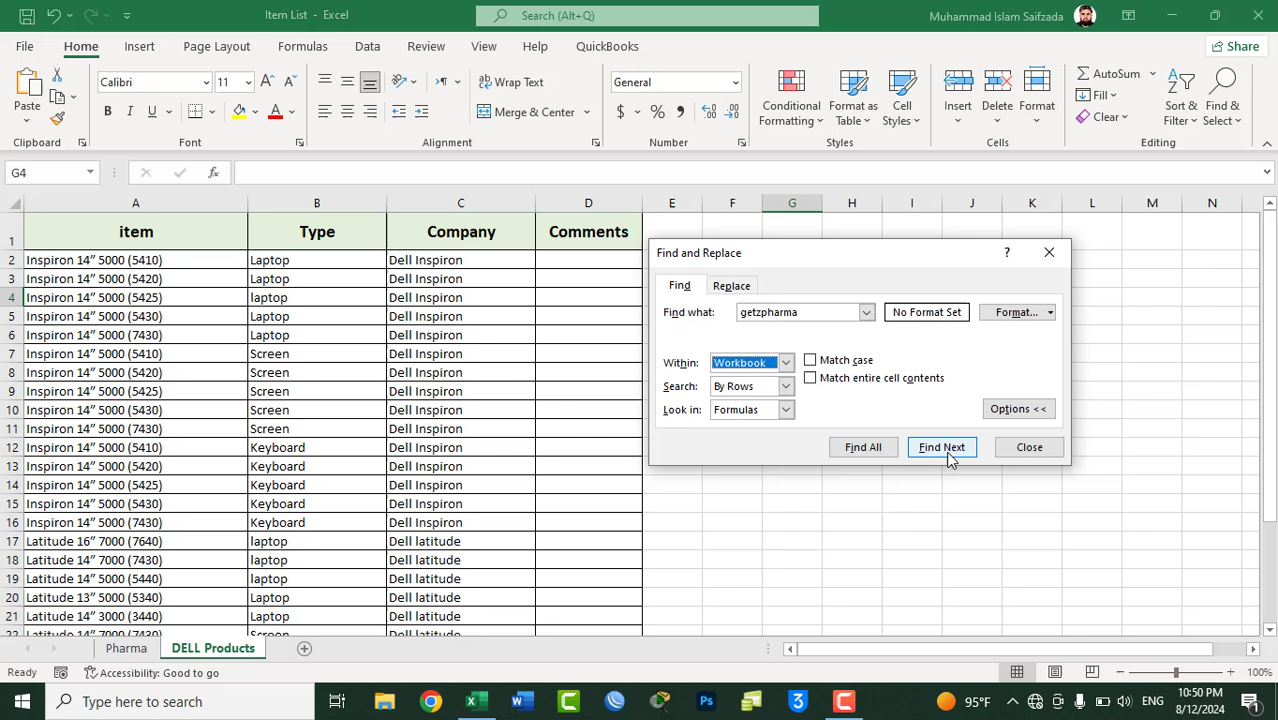 Item List - Excel
Search (Alt+Q)
Muhammad Islam Saifzada
File Home Insert Page Layout Formulas Data Review View Help QuickBooks
Share
Paste
Calibri 11
B I U
Wrap Text
Merge & Center
General
$ % ,
Conditional Formatting
Format as Table
Cell Styles
Insert Delete Format
AutoSum
Fill
Clear
Sort & Filter
Find & Select
Clipboard Font Alignment Number Styles Cells Editing
G4
fx
A B C D E F G H I J K L M N
1 item Type Company Comments
2 Inspiron 14” 5000 (5410) Laptop Dell Inspiron
3 Inspiron 14” 5000 (5420) Laptop Dell Inspiron
4 Inspiron 14” 5000 (5425) laptop Dell Inspiron
5 Inspiron 14” 5000 (5430) Laptop Dell Inspiron
6 Inspiron 14” 5000 (7430) Laptop Dell Inspiron
7 Inspiron 14” 5000 (5410) Screen Dell Inspiron
8 Inspiron 14” 5000 (5420) Screen Dell Inspiron
9 Inspiron 14” 5000 (5425) Screen Dell Inspiron
10 Inspiron 14” 5000 (5430) Screen Dell Inspiron
11 Inspiron 14” 5000 (7430) Screen Dell Inspiron
12 Inspiron 14” 5000 (5410) Keyboard Dell Inspiron
13 Inspiron 14” 5000 (5420) Keyboard Dell Inspiron
14 Inspiron 14” 5000 (5425) Keyboard Dell Inspiron
15 Inspiron 14” 5000 (5430) Keyboard Dell Inspiron
16 Inspiron 14” 5000 (7430) Keyboard Dell Inspiron
17 Latitude 16” 7000 (7640) laptop Dell latitude
18 Latitude 14” 7000 (7430) laptop Dell latitude
19 Latitude 14” 5000 (5440) laptop Dell latitude
20 Latitude 13” 5000 (5340) Laptop Dell latitude
21 Latitude 14” 3000 (3440) Laptop Dell latitude
22 Latitude 14” 7000 (7430) Screen Dell latitude
Find and Replace
?
Find Replace
Find what: getzpharma No Format Set Format...
Within: Workbook Match case
Search: By Rows Match entire cell contents
Look in: Formulas Options <<
Find All Find Next Close
Pharma DELL Products
Ready Accessibility: Good to go 100%
Type here to search
95°F ENG
10:50 PM
8/12/2024